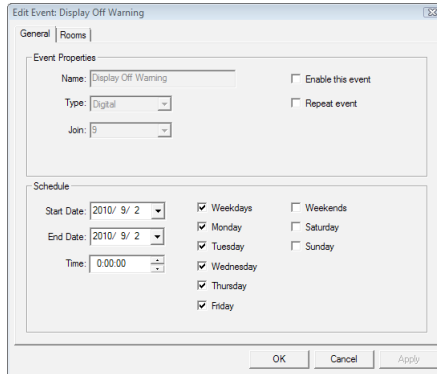 Edit Event: Display Off Warning
General Rooms
Event Properties
Name: Display Off Warning Enable this event
Type: Digital Repeat event
Join: 9
Schedule
Start Date: 2010/ 9/ 2 Weekdays Weekends
Monday Saturday
End Date: 2010/ 9/ 2 Tuesday Sunday
Time: 0:00:00 Wednesday
Thursday
Friday
OK Cancel Apply